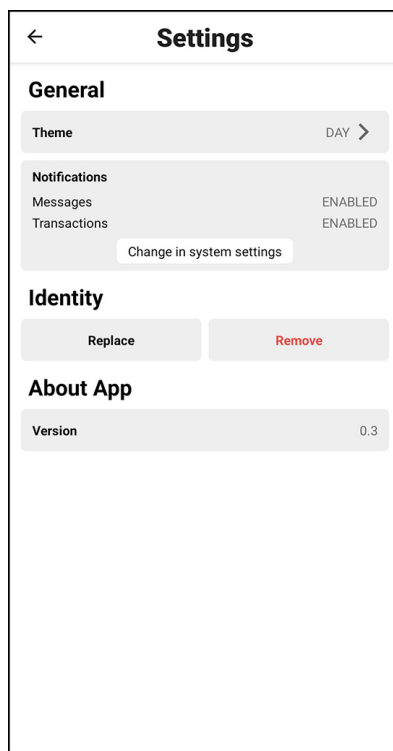 Settings
General
Theme DAY
Notifications
Messages ENABLED
Transactions ENABLED
Change in system settings
Identity
Replace Remove
About App
Version 0.3